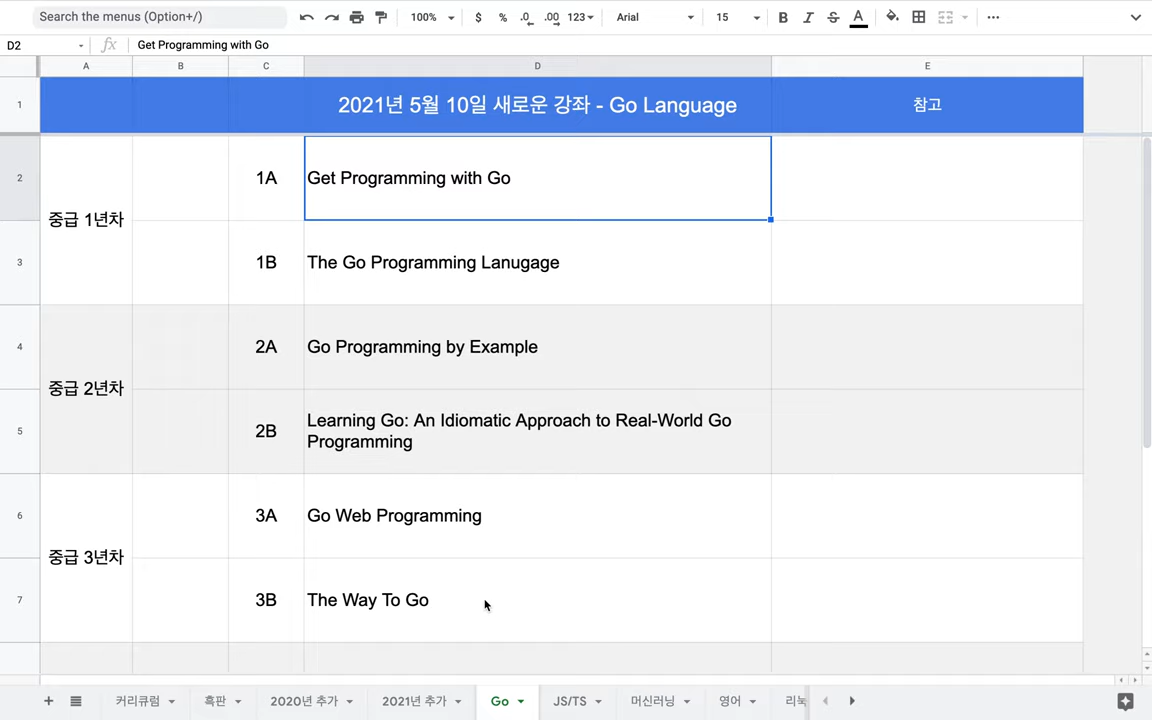 Search the menus (Option+/)
100%
$ % .0 .00 123
Arial
15
B I S A
D2
fx
Get Programming with Go
A B C D E
1
2021년 5월 10일 새로운 강좌 - Go Language
참고
2
중급 1년차
1A
Get Programming with Go
3
1B
The Go Programming Lanugage
4
중급 2년차
2A
Go Programming by Example
5
2B
Learning Go: An Idiomatic Approach to Real-World Go
Programming
6
중급 3년차
3A
Go Web Programming
7
3B
The Way To Go
커리큘럼
흑판
2020년 추가
2021년 추가
Go
JS/TS
머신러닝
영어